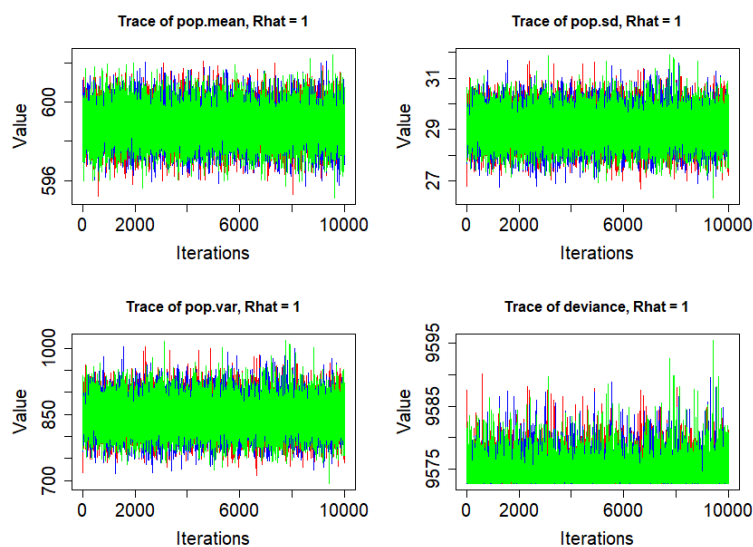 Trace of pop.mean, Rhat = 1
Value
600
596
0 2000 6000 10000
Iterations
Trace of pop.sd, Rhat = 1
Value
31
29
27
0 2000 6000 10000
Iterations
Trace of pop.var, Rhat = 1
Value
1000
850
700
0 2000 6000 10000
Iterations
Trace of deviance, Rhat = 1
Value
9595
9585
9575
0 2000 6000 10000
Iterations